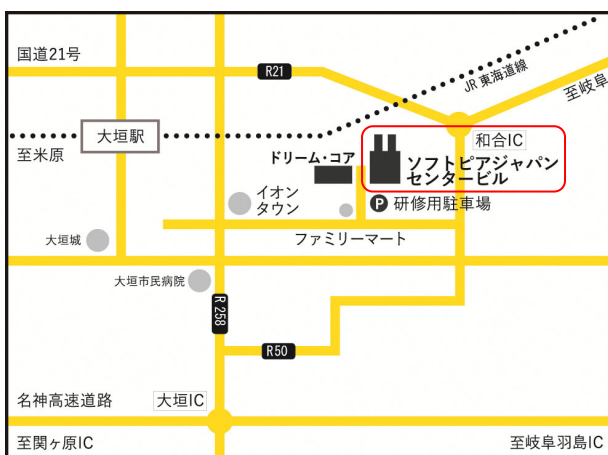 国道21号
R21
JR東海道線
至岐阜
大垣駅
和合IC
至米原
ドリーム・コア
ソフトピアジャパン
センタービル
イオン
タウン
P 研修用駐車場
大垣城
ファミリーマート
大垣市民病院
R 258
R50
名神高速道路
大垣IC
至関ヶ原IC
至岐阜羽島IC